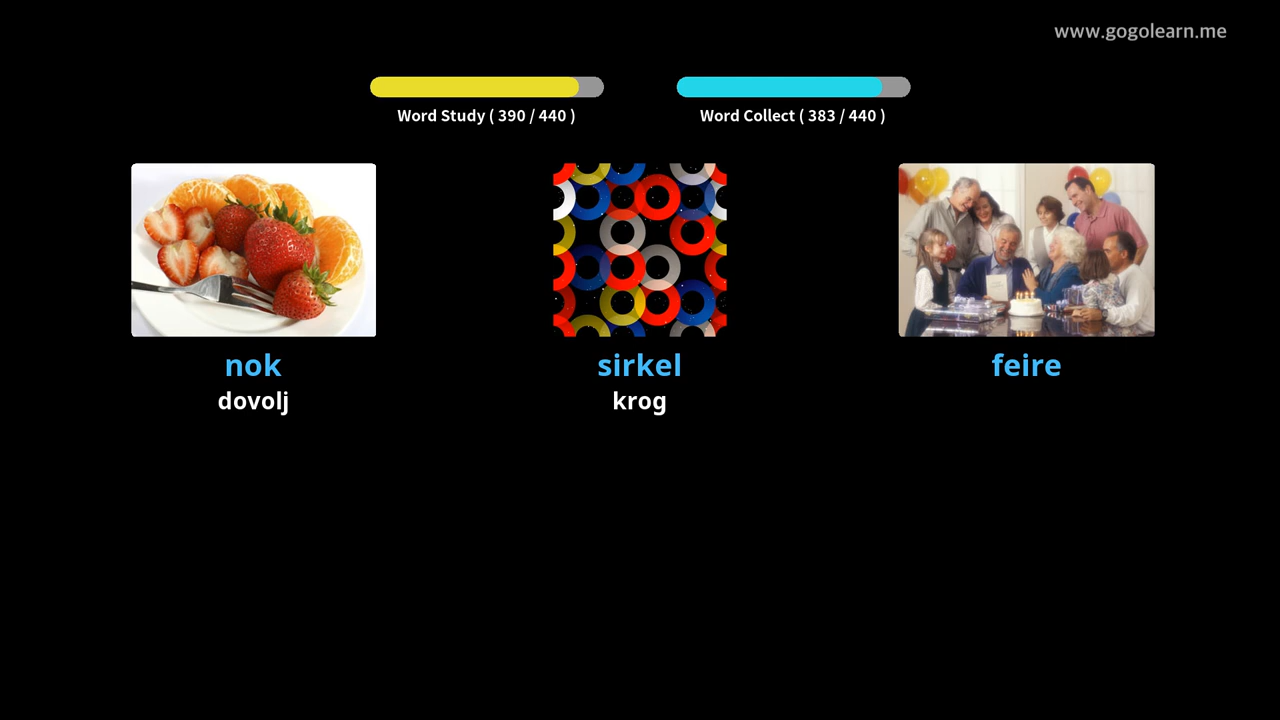 www.gogolearn.me
Word Study ( 390 / 440 )
Word Collect ( 383 / 440 )
nok
dovolj
sirkel
krog
feire